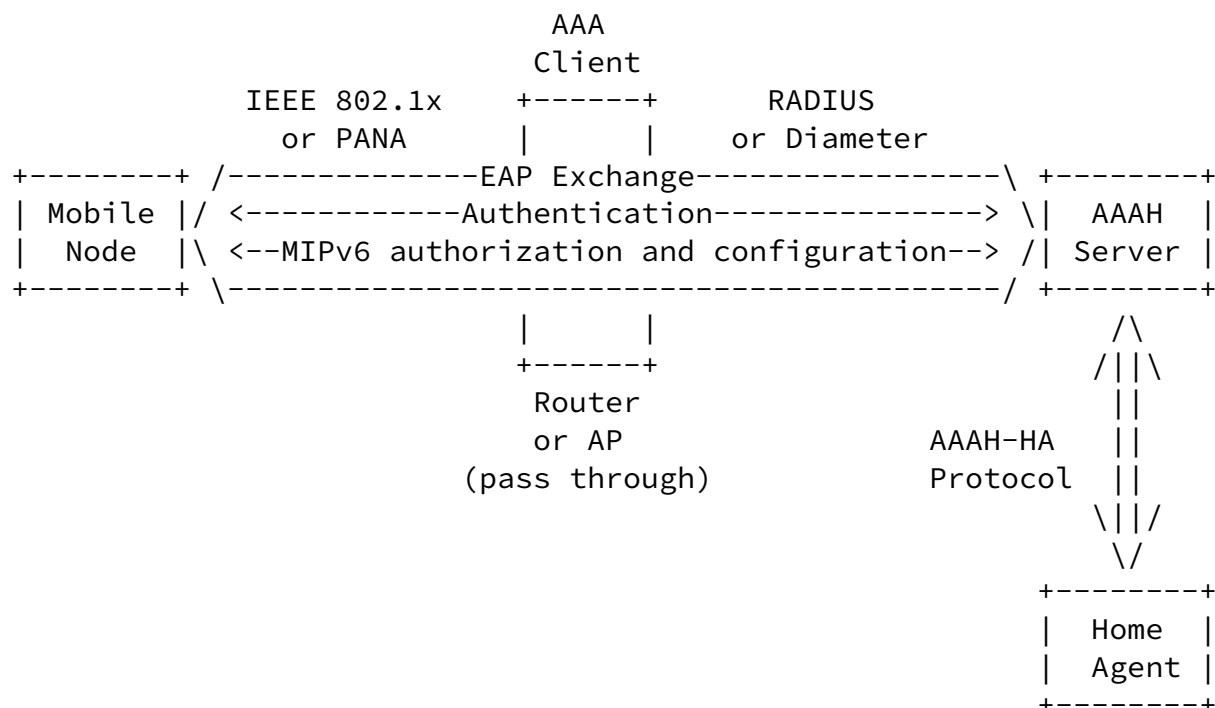 AAA
Client
IEEE 802.1x +------+ RADIUS
or PANA | | or Diameter
+--------+ /--------------EAP Exchange-----------------\ +--------+
| Mobile |/ <------------Authentication---------------> \| AAAH |
| Node |\ <--MIPv6 authorization and configuration--> /| Server |
+--------+ \-------------------------------------------/ +--------+
| | /\
+------+ /||\
Router ||
or AP AAAH-HA ||
(pass through) Protocol ||
\||/
\/
+--------+
| Home |
| Agent |
+--------+